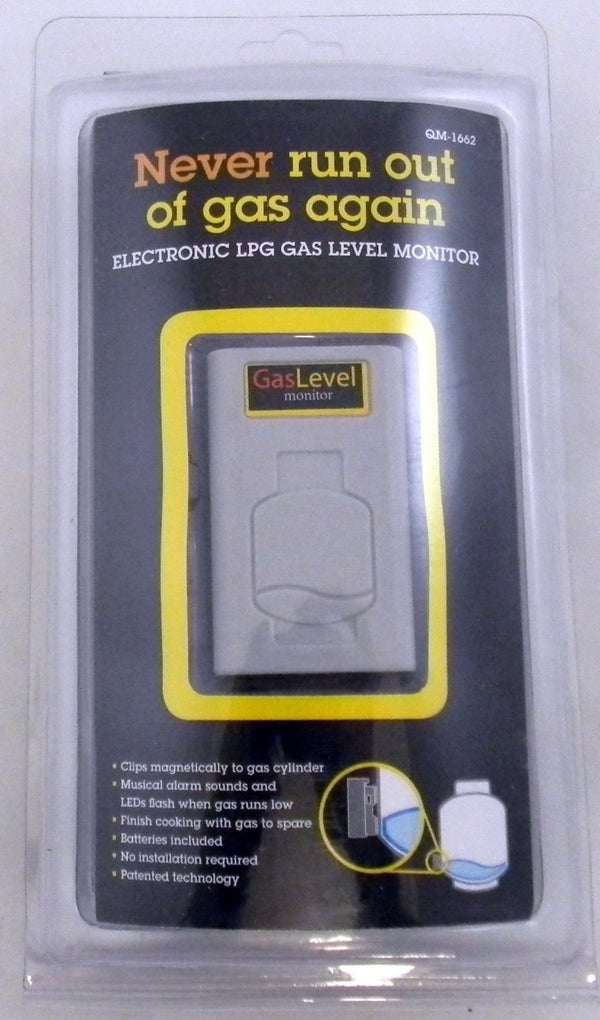 QM-1662
Never run out
of gas again
ELECTRONIC LPG GAS LEVEL MONITOR
GasLevel
monitor
• Clips magnetically to gas cylinder
• Musical alarm sounds and
LEDs flash when gas runs low
• Finish cooking with gas to spare
• Batteries included
• No installation required
• Patented technology